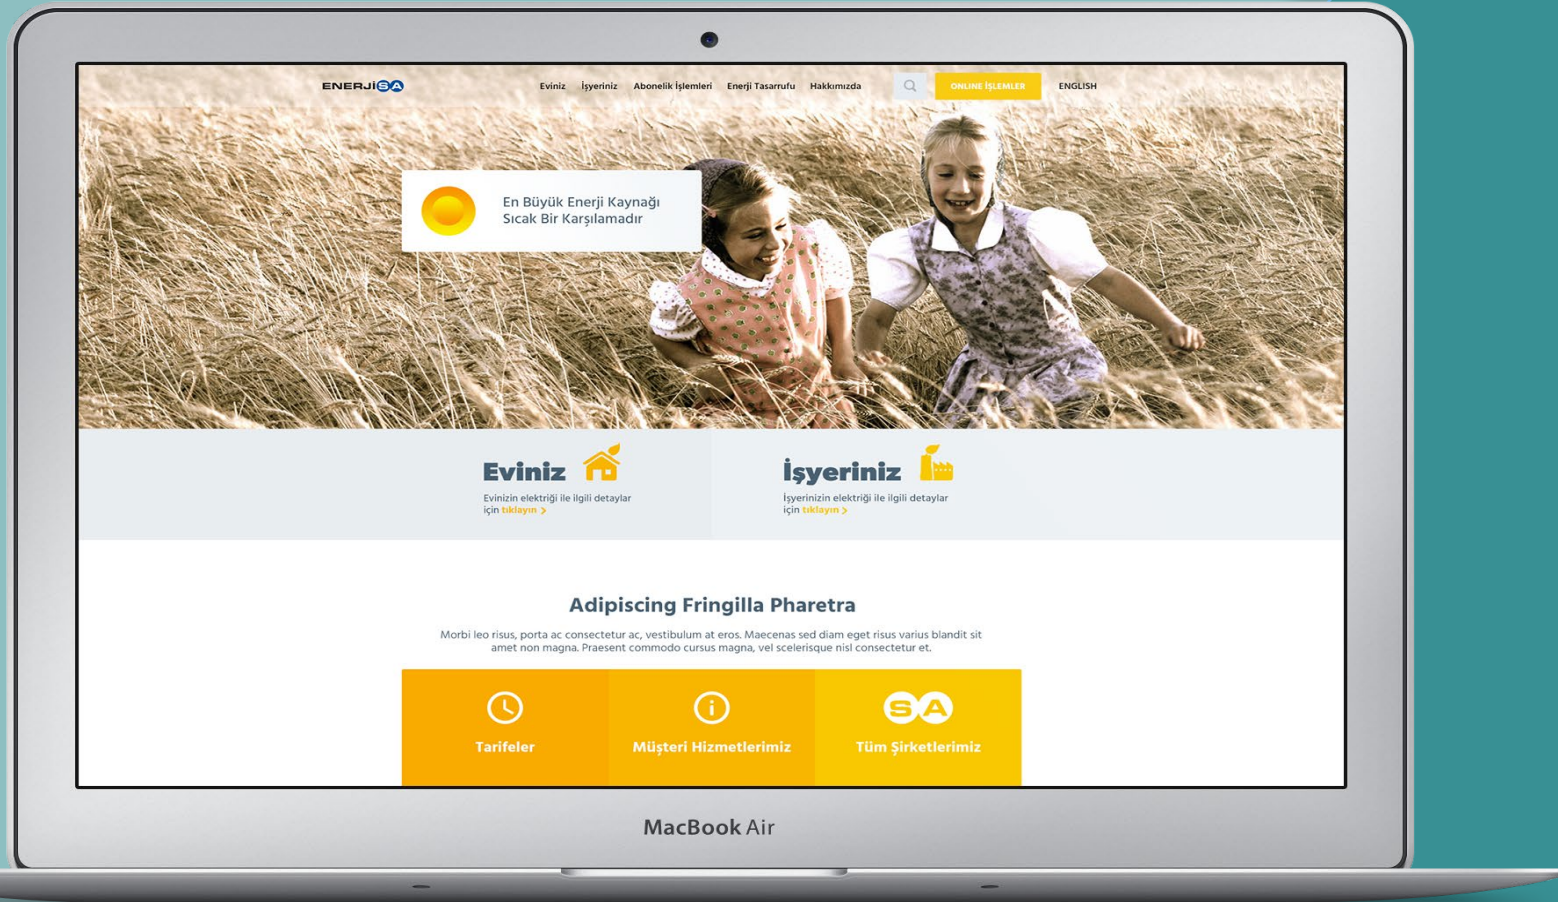 ENERJİSA
Eviniz İşyeriniz Abonelik İşlemleri Enerji Tasarrufu Hakkımızda ONLINE İŞLEMLER ENGLISH
En Büyük Enerji Kaynağı
Sıcak Bir Karşılamadır
Eviniz
Evinizin elektriği ile ilgili detaylar
için tıklayın >
İşyeriniz
İşyerinizin elektriği ile ilgili detaylar
için tıklayın >
Adipiscing Fringilla Pharetra
Morbi leo risus, porta ac consectetur ac, vestibulum at eros. Maecenas sed diam eget risus varius blandit sit
amet non magna. Praesent commodo cursus magna, vel scelerisque nisl consectetur et.
Tarifeler
Müşteri Hizmetlerimiz
SA
Tüm Şirketlerimiz
MacBook Air